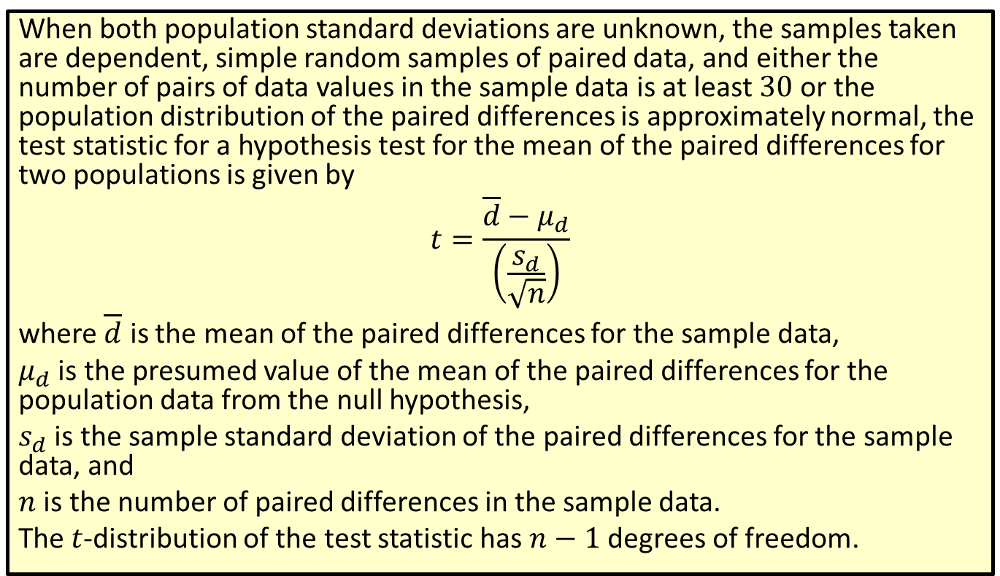 When both population standard deviations are unknown, the samples taken
are dependent, simple random samples of paired data, and either the
number of pairs of data values in the sample data is at least 30 or the
population distribution of the paired differences is approximately normal, the
test statistic for a hypothesis test for the mean of the paired differences for
two populations is given by
t = \frac{\overline{d} - μ_d}{\left(\frac{s_d}{\sqrt{n}}\right)}
where \overline{d} is the mean of the paired differences for the sample data,
μ_d is the presumed value of the mean of the paired differences for the
population data from the null hypothesis,
s_d is the sample standard deviation of the paired differences for the sample
data, and
n is the number of paired differences in the sample data.
The t-distribution of the test statistic has n − 1 degrees of freedom.